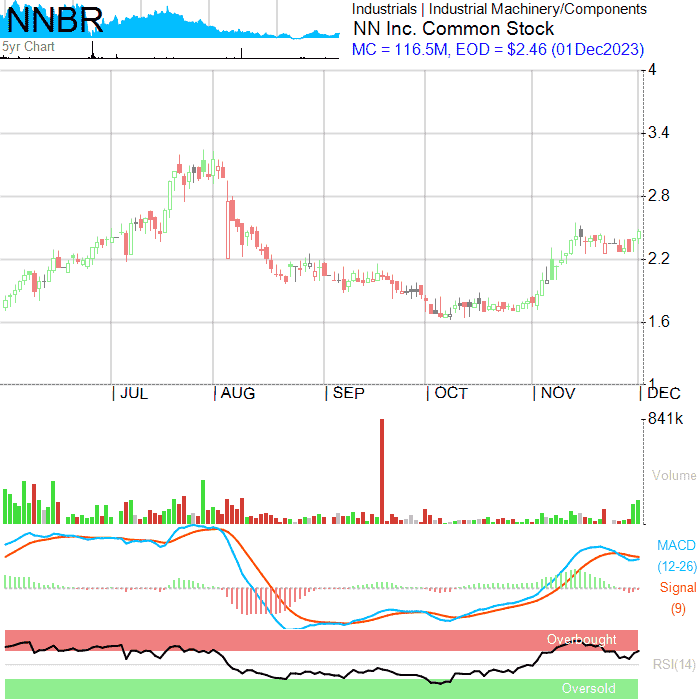 NNBR
5yr Chart
Industrials | Industrial Machinery/Components
NN Inc. Common Stock
MC = 116.5M, EOD = $2.46 (01Dec2023)
4
3.4
2.8
2.2
1.6
1
| JUL | AUG | SEP | OCT | NOV | DEC
841k
Volume
MACD
(12-26)
Signal
(9)
Overbought
RSI(14)
Oversold